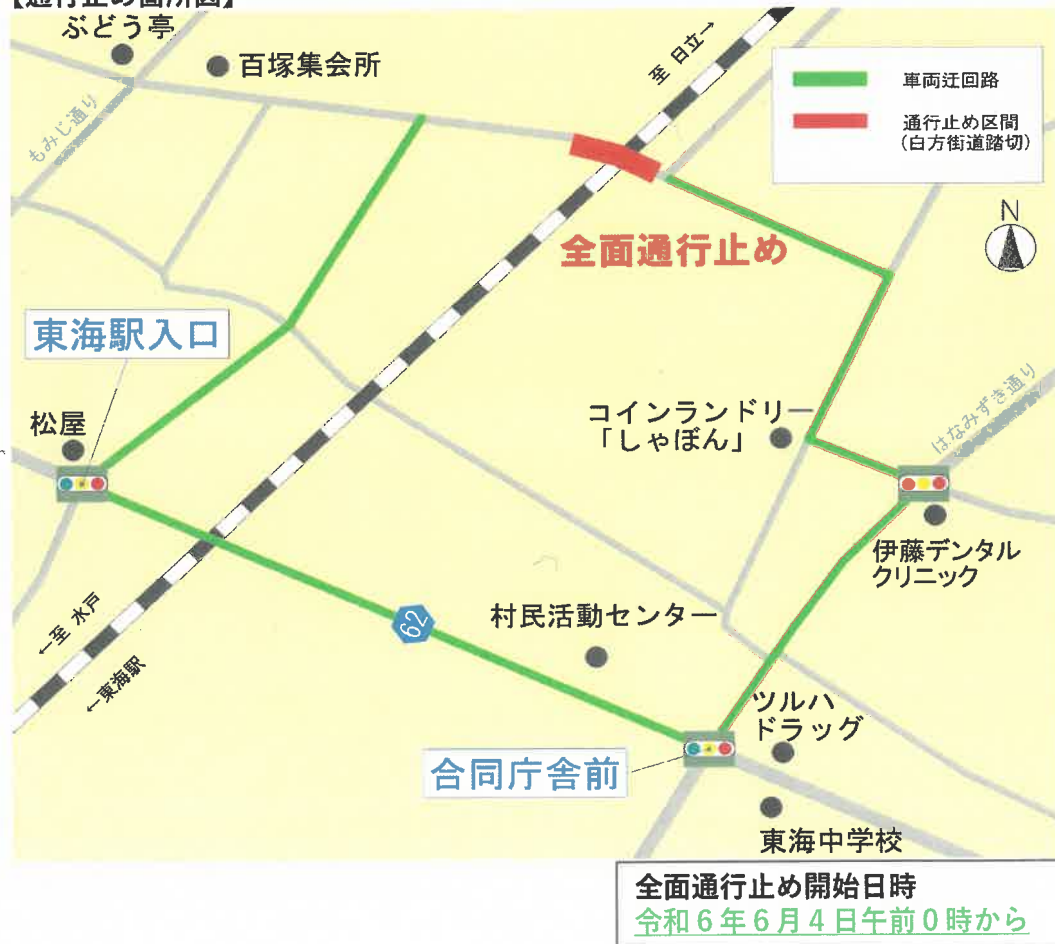 【通行止め箇所図】
ぶどう亭
百塚集会所
至 日立→
もみじ通り
車両迂回路
通行止め区間
(白方街道踏切)
N
全面通行止め
東海駅入口
松屋
コインランドリー
「しゃぼん」
はなみずき通り
伊藤デンタル
クリニック
←至 水戸
←東海駅
62
村民活動センター
ツルハ
ドラッグ
合同庁舎前
東海中学校
全面通行止め開始日時
令和6年6月4日午前0時から